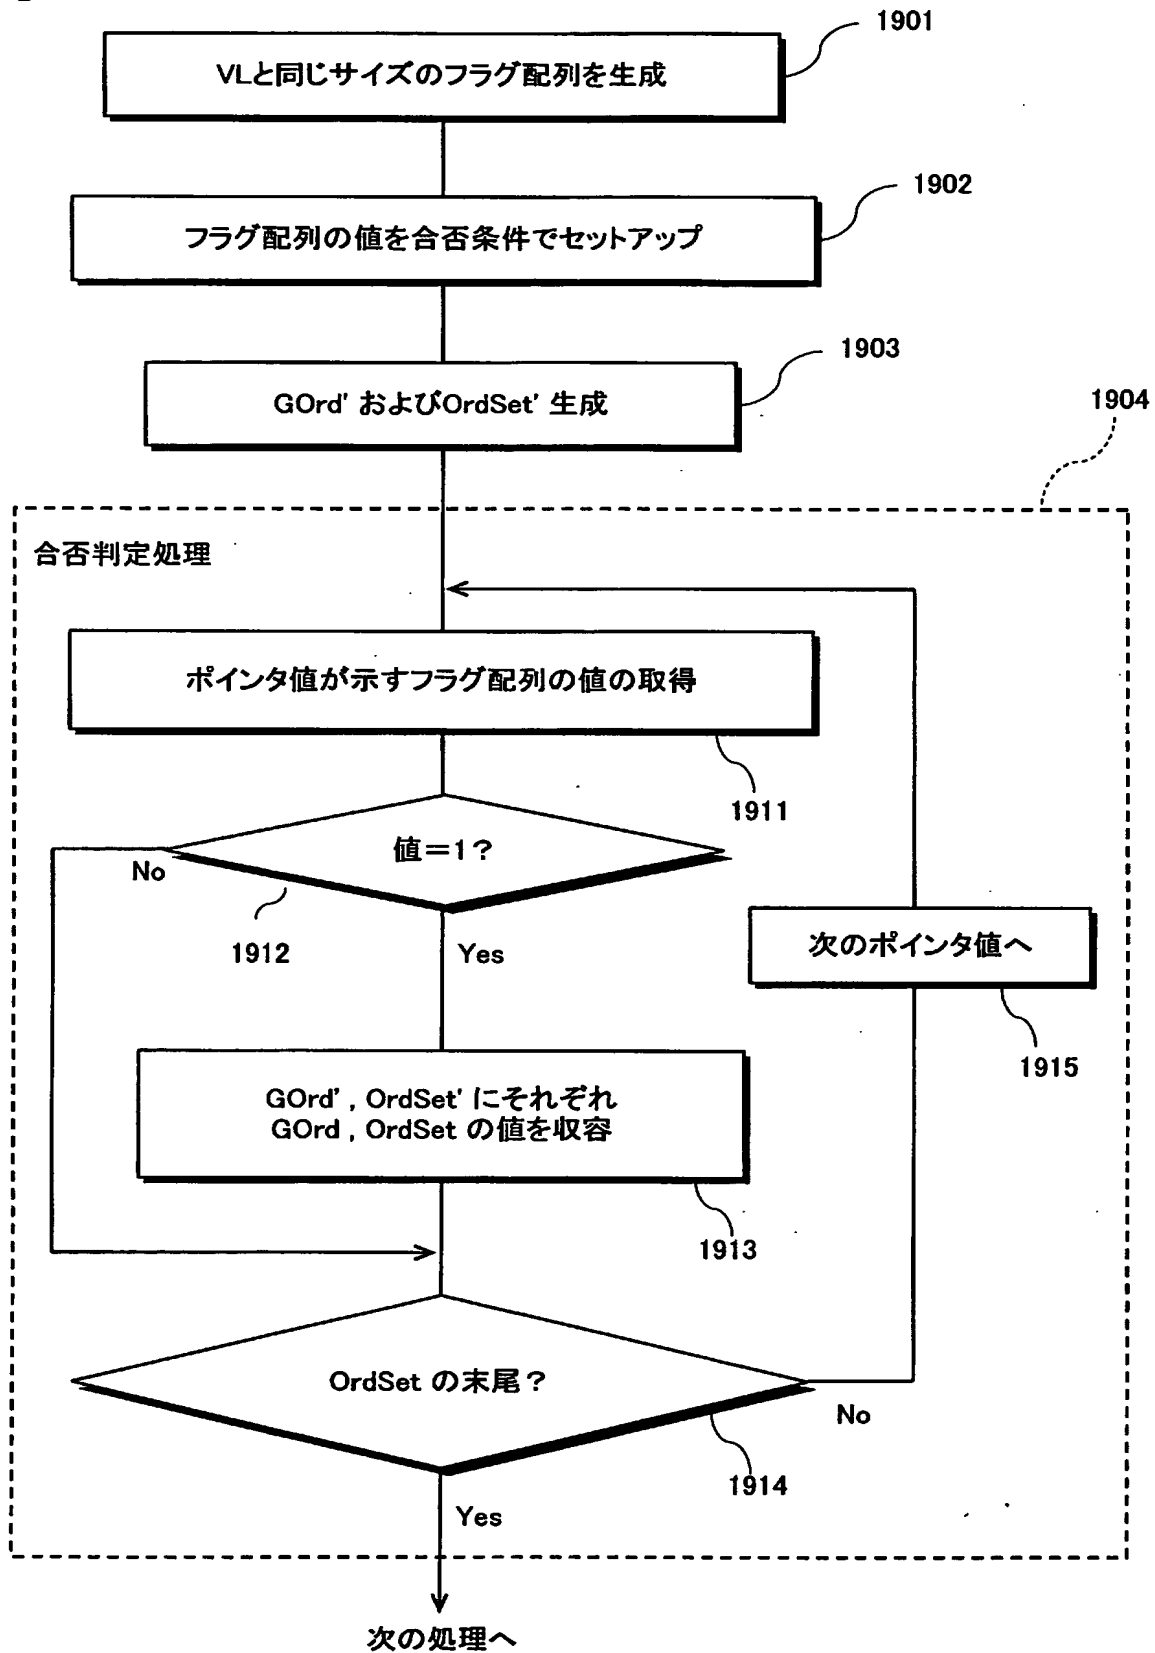 1901
VLと同じサイズのフラグ配列を生成
1902
フラグ配列の値を合否条件でセットアップ
1903
GOrd' およびOrdSet' 生成
1904
合否判定処理
ポインタ値が示すフラグ配列の値の取得
1911
値＝1？
No
1912
Yes
次のポインタ値へ
1915
GOrd' , OrdSet' にそれぞれ
GOrd , OrdSet の値を収容
1913
OrdSet の末尾？
No
1914
Yes
次の処理へ